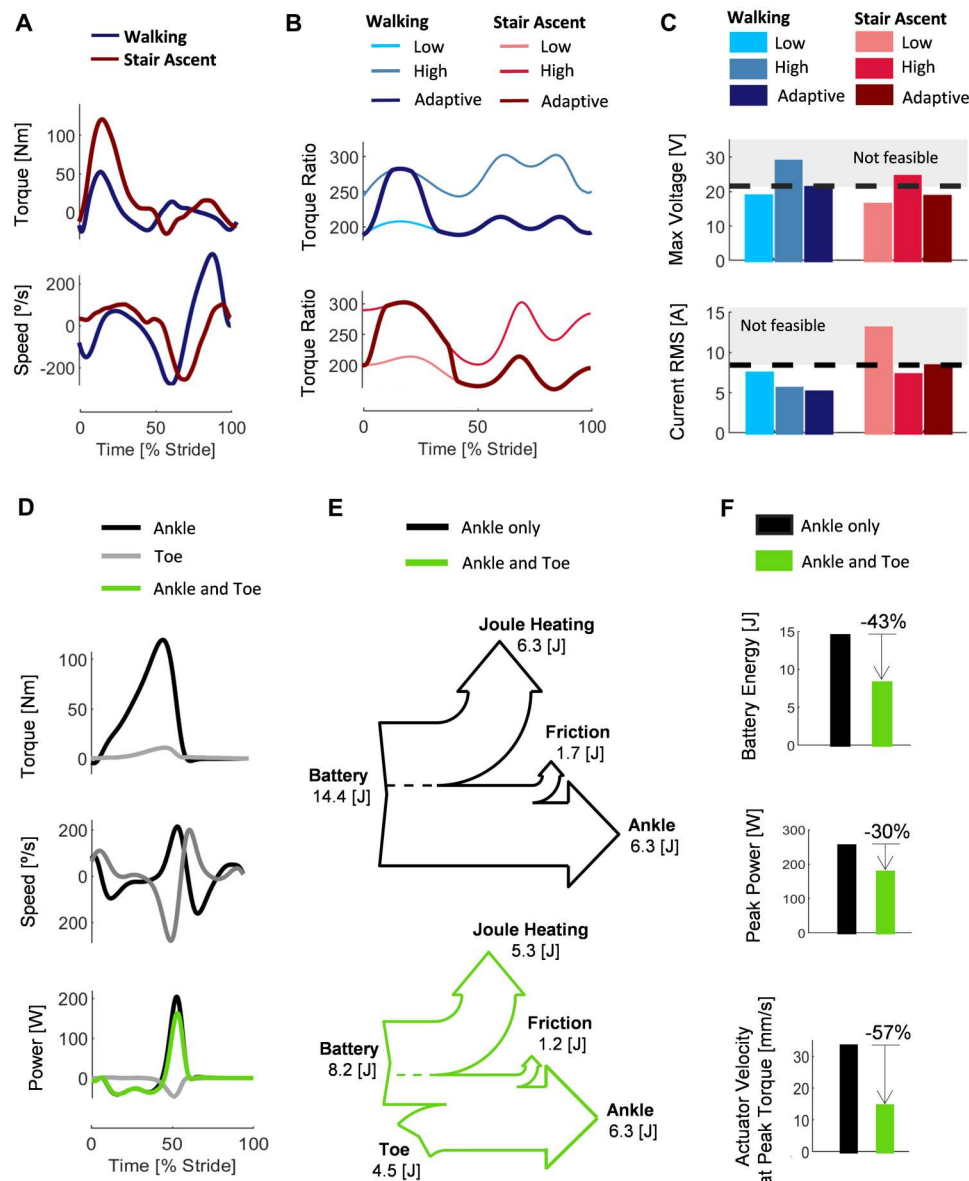 A
Walking
Stair Ascent
Torque [Nm]
100
50
0
Speed [º/s]
200
0
-200
0
50
100
Time [% Stride]
B
Walking
Stair Ascent
Low
Low
High
High
Adaptive
Adaptive
Torque Ratio
300
250
200
Torque Ratio
300
250
200
0
50
100
Time [% Stride]
C
Walking
Stair Ascent
Low
Low
High
High
Adaptive
Adaptive
Max Voltage [V]
30
20
10
0
Not feasible
Current RMS [A]
15
10
5
0
Not feasible
D
Ankle
Toe
Ankle and Toe
Torque [Nm]
100
50
0
Speed [º/s]
200
0
200
Power [W]
200
100
0
0
50
100
Time [% Stride]
E
Ankle only
Ankle and Toe
Joule Heating
6.3 [J]
Friction
1.7 [J]
Battery
14.4 [J]
Ankle
6.3 [J]
Joule Heating
5.3 [J]
Friction
1.2 [J]
Battery
8.2 [J]
Ankle
6.3 [J]
Toe
4.5 [J]
F
Ankle only
Ankle and Toe
Battery Energy [J]
15
10
5
0
-43%
Peak Power [W]
300
200
100
0
-30%
Actuator Velocity
at Peak Torque [mm/s]
30
20
10
0
-57%